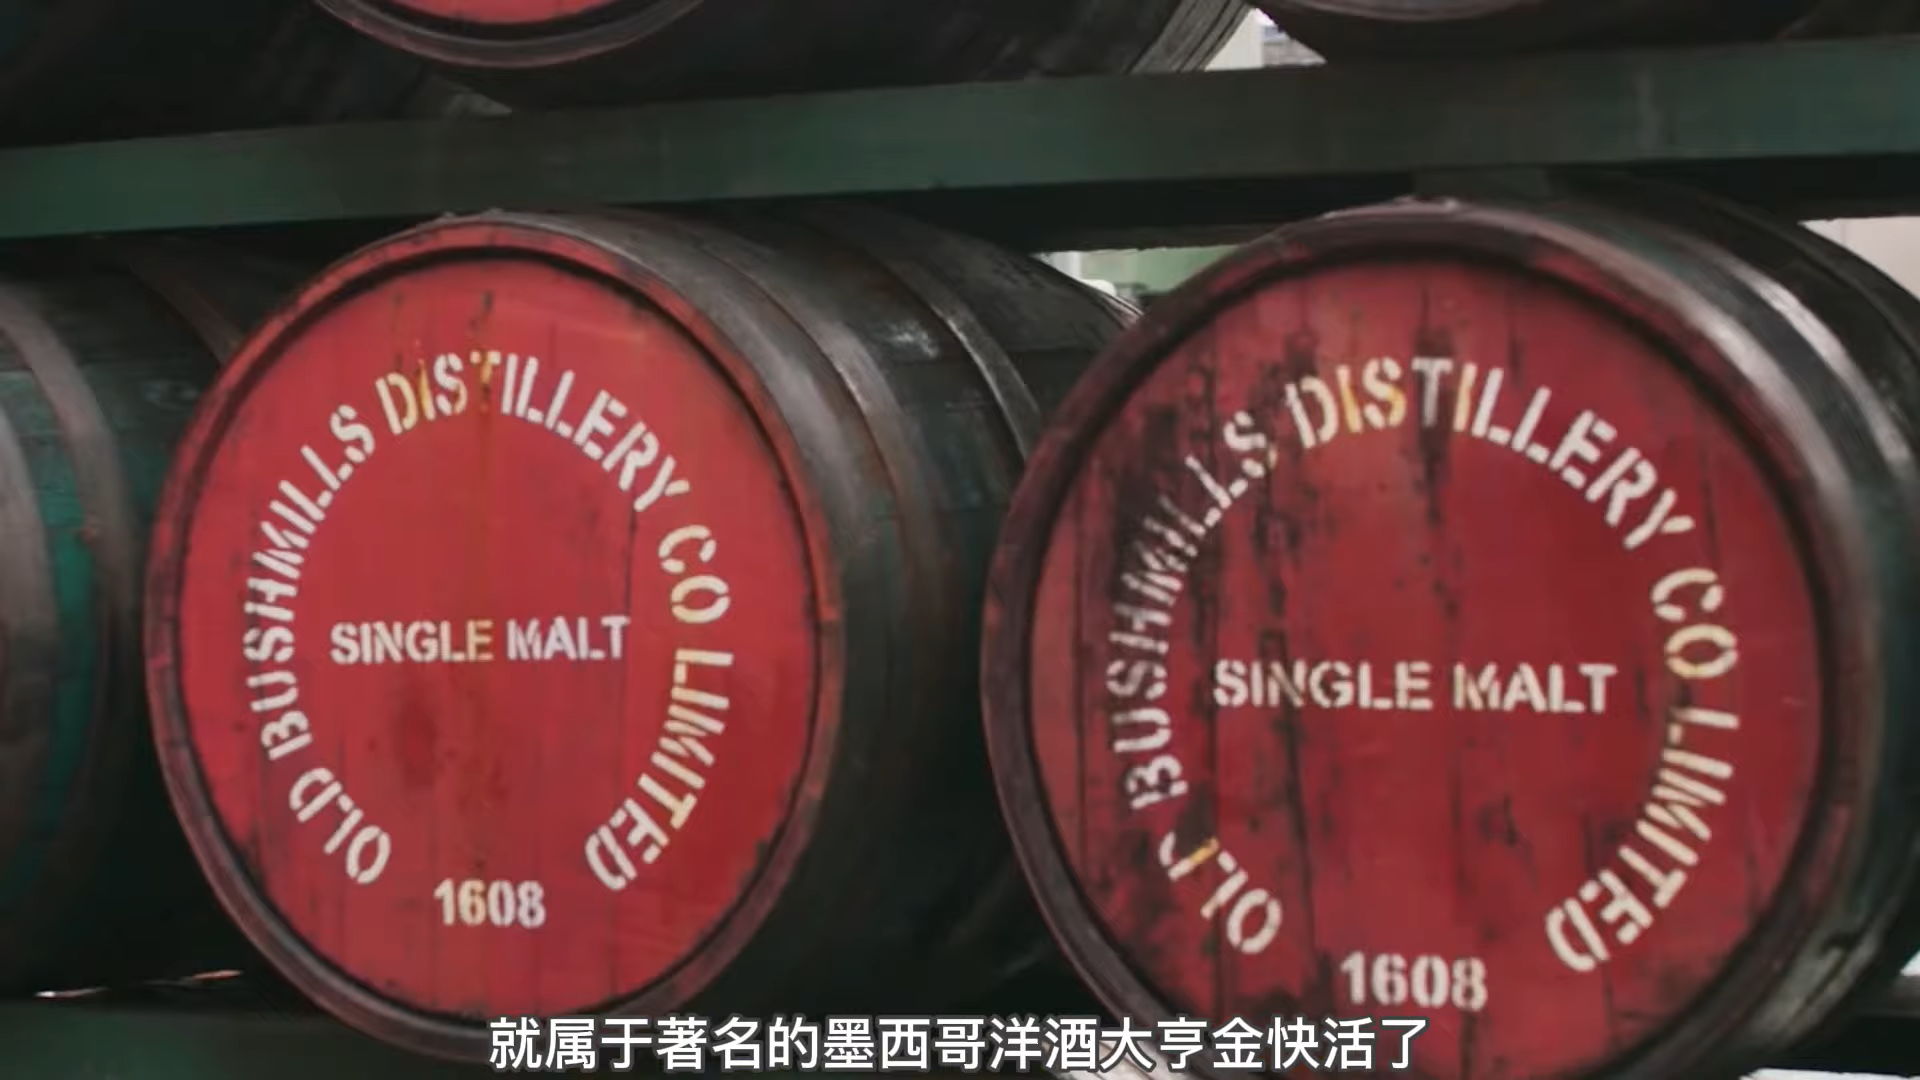 OLD BUSHMILLS DISTILLERY CO LIMITED
SINGLE MALT
1608
OLD BUSHMILLS DISTILLERY CO LIMITED
SINGLE MALT
1608
就属于著名的墨西哥洋酒大亨金快活了